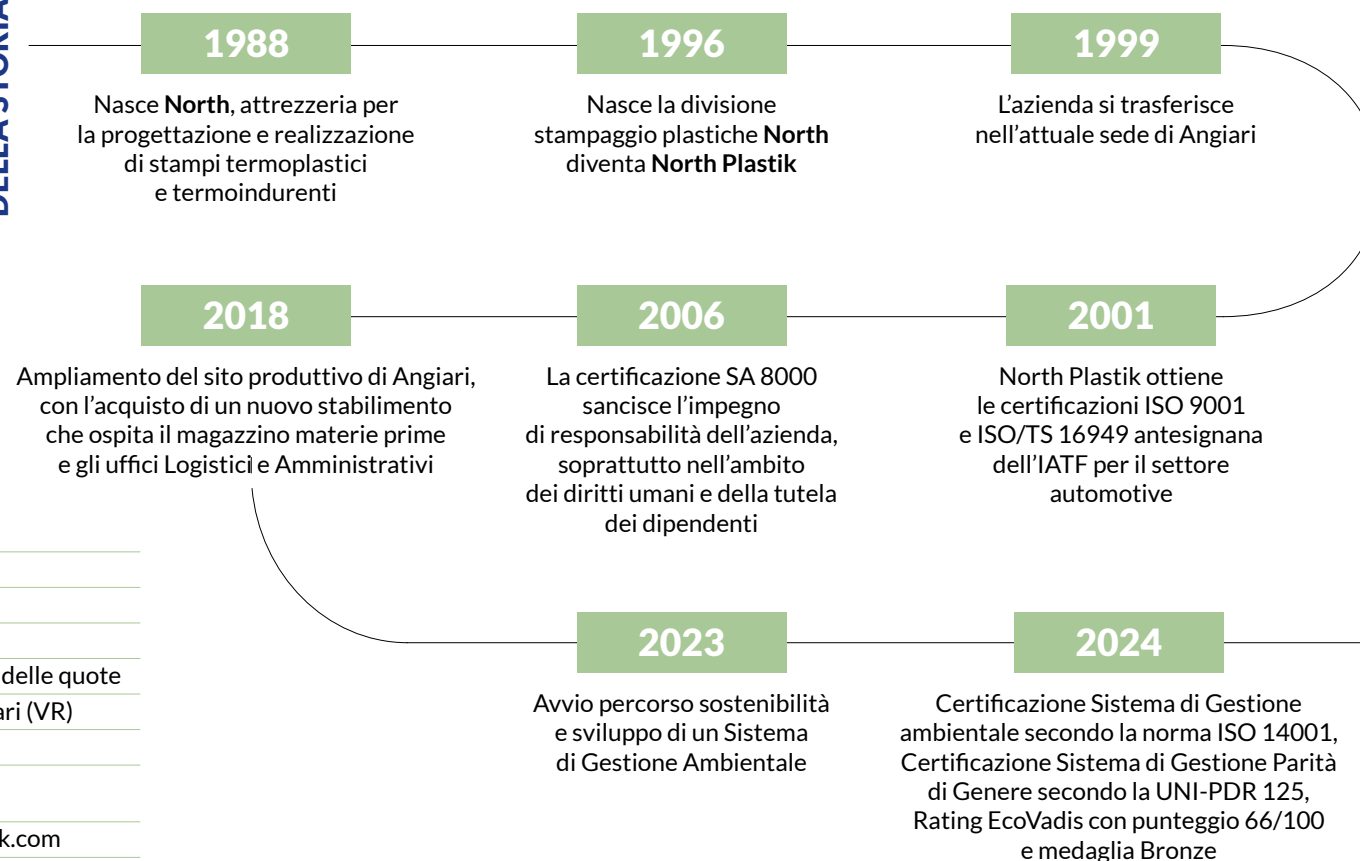 DELLA STORIA
1988
Nasce North, attrezzeria per
la progettazione e realizzazione
di stampi termoplastici
e termoindurenti
1996
Nasce la divisione
stampaggio plastiche North
diventa North Plastik
1999
L'azienda si trasferisce
nell'attuale sede di Angiari
2018
Ampliamento del sito produttivo di Angiari,
con l'acquisto di un nuovo stabilimento
che ospita il magazzino materie prime
e gli uffici Logistici e Amministrativi
2006
La certificazione SA 8000
sancisce l'impegno
di responsabilità dell'azienda,
soprattutto nell'ambito
dei diritti umani e della tutela
dei dipendenti
2001
North Plastik ottiene
le certificazioni ISO 9001
e ISO/TS 16949 antesignana
dell'IATF per il settore
automotive
2023
Avvio percorso sostenibilità
e sviluppo di un Sistema
di Gestione Ambientale
2024
Certificazione Sistema di Gestione
ambientale secondo la norma ISO 14001,
Certificazione Sistema di Gestione Parità
di Genere secondo la UNI-PDR 125,
Rating EcoVadis con punteggio 66/100
e medaglia Bronze
delle quote
ari (VR)
k.com